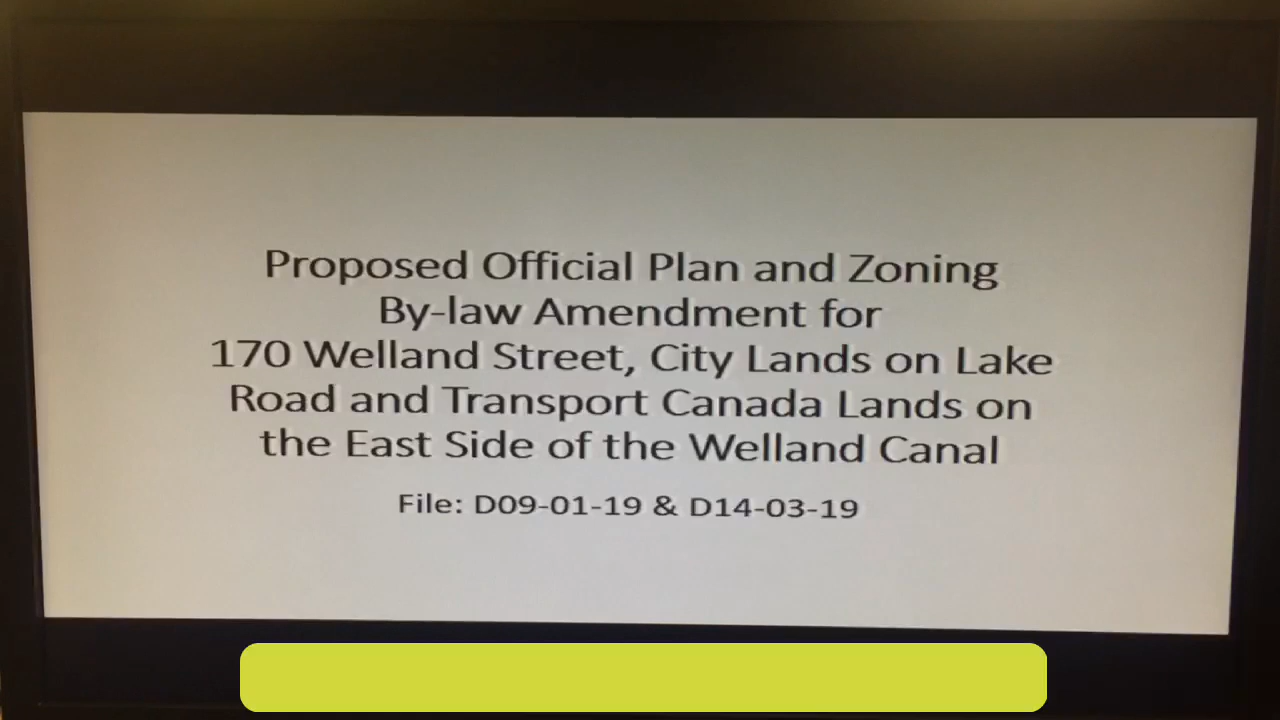 Proposed Official Plan and Zoning
By-law Amendment for
170 Welland Street, City Lands on Lake
Road and Transport Canada Lands on
the East Side of the Welland Canal
File: D09-01-19 & D14-03-19